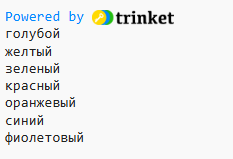 Powered by trinket
голубой
желтый
зеленый
красный
оранжевый
синий
фиолетовый